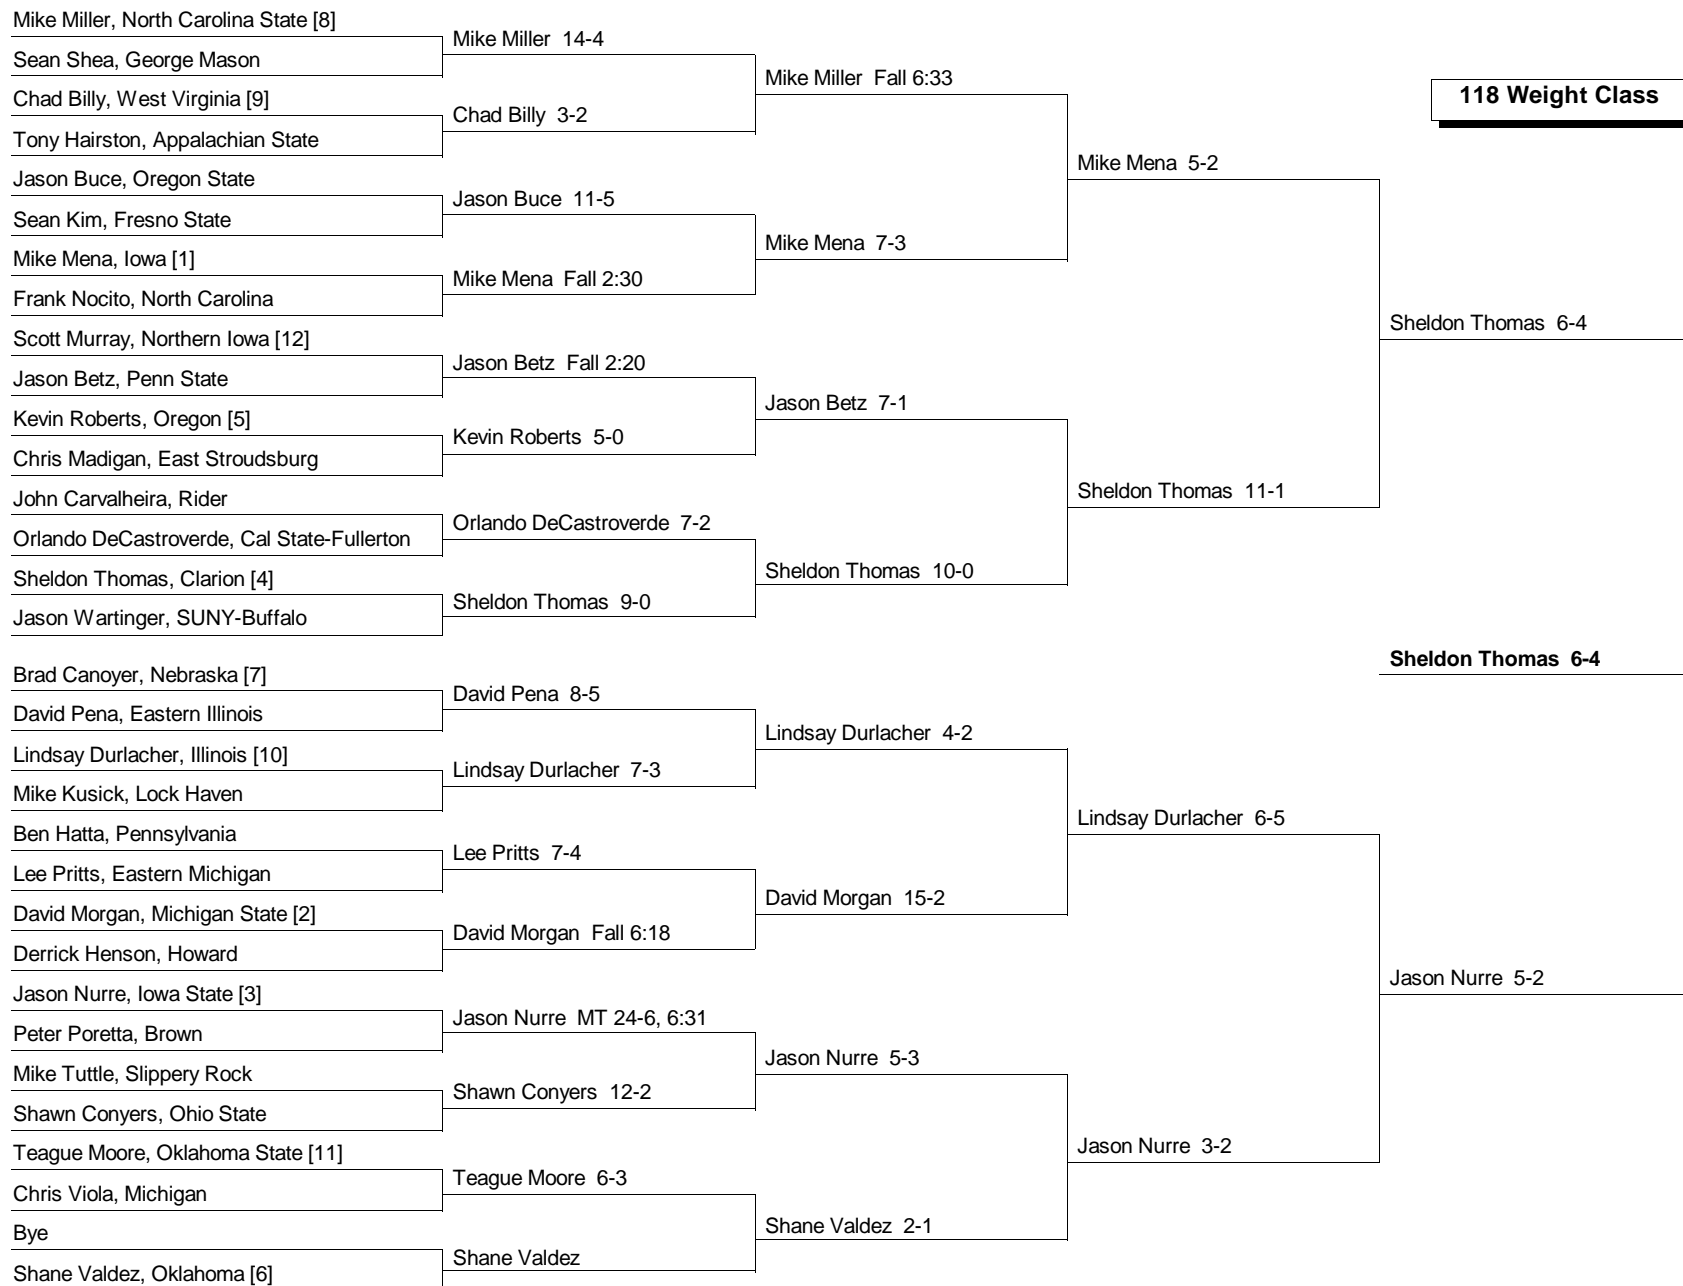 Mike Miller, North Carolina State [8]
Sean Shea, George Mason
Chad Billy, West Virginia [9]
Tony Hairston, Appalachian State
Jason Buce, Oregon State
Sean Kim, Fresno State
Mike Mena, Iowa [1]
Frank Nocito, North Carolina
Scott Murray, Northern Iowa [12]
Jason Betz, Penn State
Kevin Roberts, Oregon [5]
Chris Madigan, East Stroudsburg
John Carvalheira, Rider
Orlando DeCastroverde, Cal State-Fullerton
Sheldon Thomas, Clarion [4]
Jason Wartinger, SUNY-Buffalo
Brad Canoyer, Nebraska [7]
David Pena, Eastern Illinois
Lindsay Durlacher, Illinois [10]
Mike Kusick, Lock Haven
Ben Hatta, Pennsylvania
Lee Pritts, Eastern Michigan
David Morgan, Michigan State [2]
Derrick Henson, Howard
Jason Nurre, Iowa State [3]
Peter Poretta, Brown
Mike Tuttle, Slippery Rock
Shawn Conyers, Ohio State
Teague Moore, Oklahoma State [11]
Chris Viola, Michigan
Bye
Shane Valdez, Oklahoma [6]
Mike Miller 14-4
Chad Billy 3-2
Jason Buce 11-5
Mike Mena Fall 2:30
Jason Betz Fall 2:20
Kevin Roberts 5-0
Orlando DeCastroverde 7-2
Sheldon Thomas 9-0
David Pena 8-5
Lindsay Durlacher 7-3
Lee Pritts 7-4
David Morgan Fall 6:18
Jason Nurre MT 24-6, 6:31
Shawn Conyers 12-2
Teague Moore 6-3
Shane Valdez
Mike Miller Fall 6:33
Mike Mena 7-3
Jason Betz 7-1
Sheldon Thomas 10-0
Lindsay Durlacher 4-2
David Morgan 15-2
Jason Nurre 5-3
Shane Valdez 2-1
Mike Mena 5-2
Sheldon Thomas 11-1
Lindsay Durlacher 6-5
Jason Nurre 3-2
118 Weight Class
Sheldon Thomas 6-4
Sheldon Thomas 6-4
Jason Nurre 5-2